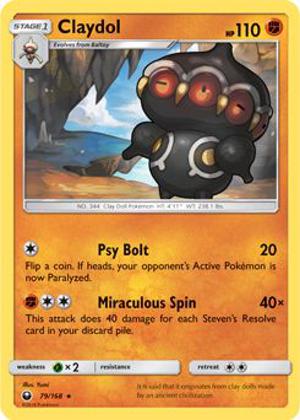 STAGE 1 Claydol HP 110
Evolves from Baltoy
NO. 344 Clay Doll Pokémon HT: 4'11" WT: 238.1 lbs.
Psy Bolt 20
Flip a coin. If heads, your opponent's Active Pokémon is
now Paralyzed.
Miraculous Spin 40×
This attack does 40 damage for each Steven's Resolve
card in your discard pile.
weakness ×2 resistance retreat
Illus. Yumi
79/168 ★
It is said that it originates from clay dolls made
by an ancient civilization.